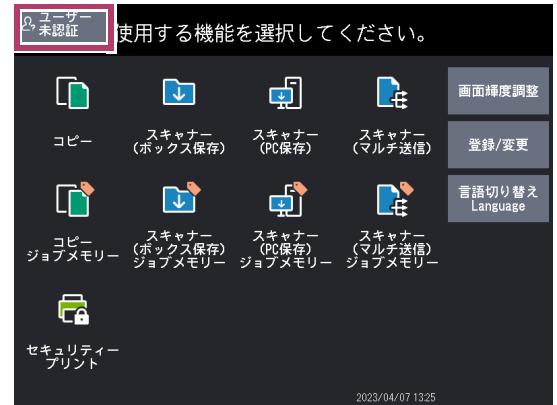 ユーザー
未認証
使用する機能を選択してください。
コピー
スキャナー
(ボックス保存)
スキャナー
(PC保存)
スキャナー
(マルチ送信)
画面輝度調整
登録/変更
言語切り替え
Language
コピー
ジョブメモリー
スキャナー
(ボックス保存)
ジョブメモリー
スキャナー
(PC保存)
ジョブメモリー
スキャナー
(マルチ送信)
ジョブメモリー
セキュリティー
プリント
2023/04/07 13:25